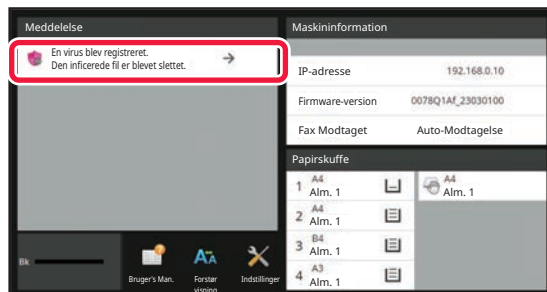 Meddelelse
En virus blev registreret.
Den inficerede fil er blevet slettet.
Maskininformation
IP-adresse 192.168.0.10
Firmware-version 0078Q1Af_23030100
Fax Modtaget Auto-Modtagelse
Papirskuffe
1 A4
Alm. 1
A4
Alm. 1
2 A4
Alm. 1
3 B4
Alm. 1
4 A3
Alm. 1
Bk
Bruger's Man.
Forstør
visning
Indstillinger